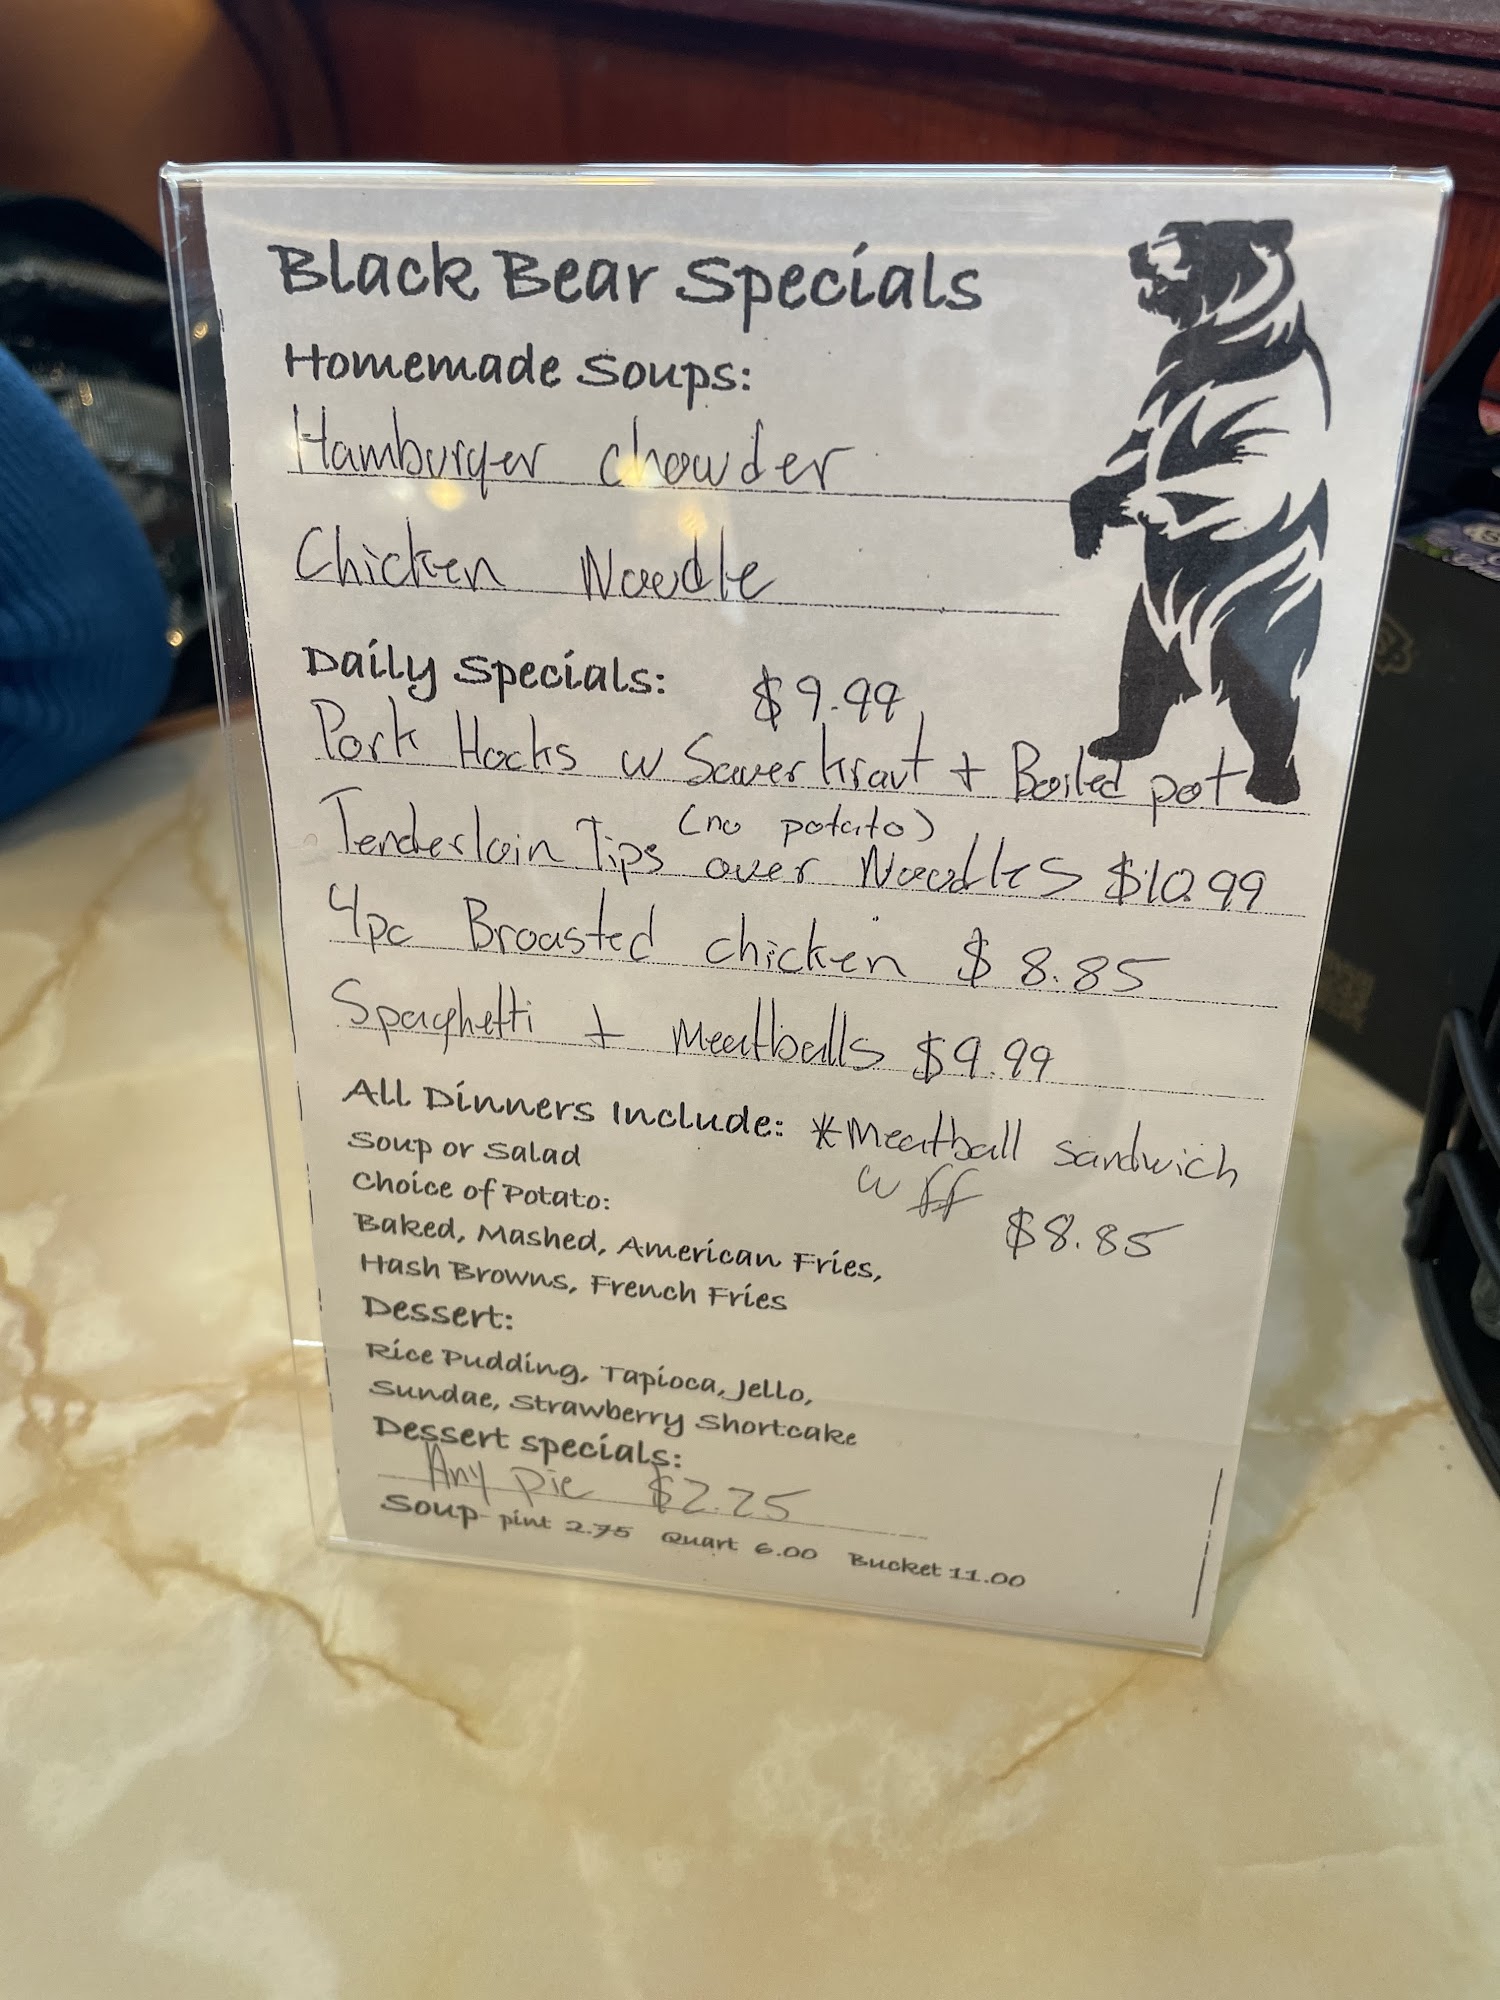 Black Bear Specials
Homemade Soups:
Hamburger chowder
Chicken Noodle
Daily Specials: $9.99
Pork Hocks w Sauerkraut + Boiled pot
(no potato)
Tenderloin Tips over Noodles $10.99
4pc Broasted chicken $8.85
Spaghetti + Meatballs $9.99
All Dinners Include: *Meatball sandwich
Soup or Salad
w ff
Choice of Potato:
$8.85
Baked, Mashed, American Fries,
Hash Browns, French Fries
Dessert:
Rice Pudding, Tapioca, Jello,
Sundae, Strawberry Shortcake
Dessert specials:
Any pie $2.25
Soup- pint 2.75 Quart 6.00 Bucket 11.00